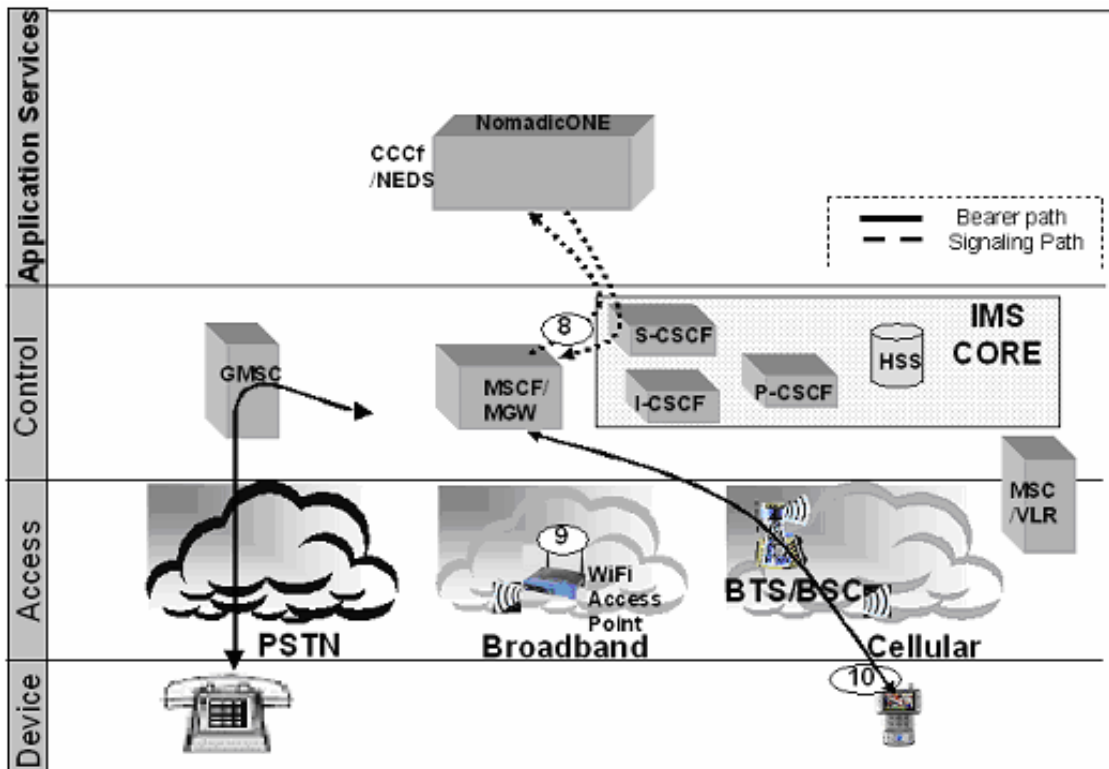 Application Services
NomadicONE
CCCf
/NEDS
Bearer path
Signaling Path
Control
GMSC
8
MSCF/
MGW
S-CSCF
I-CSCF
P-CSCF
HSS
IMS
CORE
MSC
/VLR
Access
PSTN
9
WiFi
Access
Point
Broadband
BTS/BSC
Cellular
Device
10